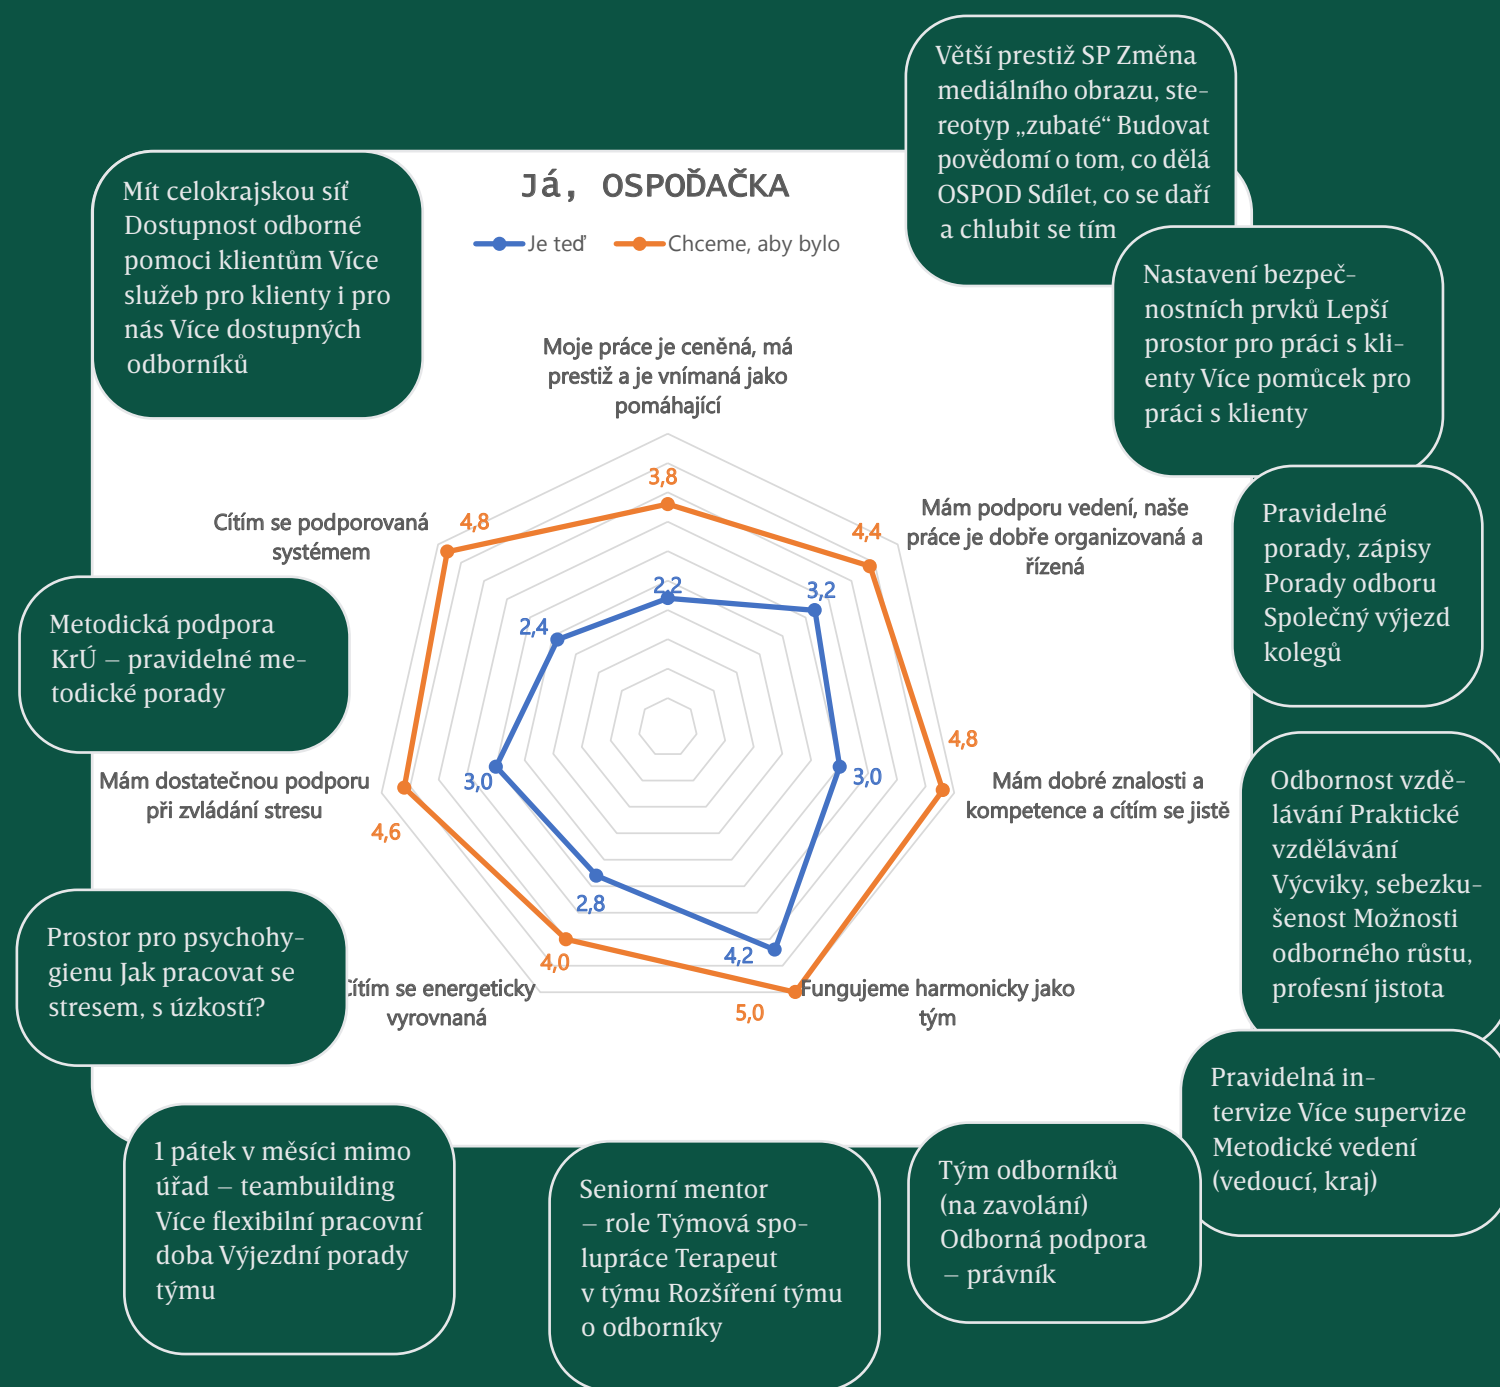 Větší prestiž SP Změna
mediálního obrazu, ste-
reotyp „zubaté“ Budovat
povědomí o tom, co dělá
OSPOD Sdílet, co se daří
a chlubit se tím
Mít celokrajskou síť
Dostupnost odborné
pomoci klientům Více
služeb pro klienty i pro
nás Více dostupných
odborníků
Já, OSPOĎAČKA
Je teď
Chceme, aby bylo
Nastavení bezpeč-
nostních prvků Lepší
prostor pro práci s kli-
enty Více pomůcek pro
práci s klienty
Moje práce je ceněná, má
prestiž a je vnímaná jako
pomáhající
3,8
2,2
Mám podporu vedení, naše
práce je dobře organizovaná a
řízená
4,4
3,2
Cítím se podporovaná
systémem
4,8
2,4
Pravidelné
porady, zápisy
Porady odboru
Společný výjezd
kolegů
Metodická podpora
KrÚ – pravidelné me-
todické porady
4,8
3,0
Mám dobré znalosti a
kompetence a cítím se jistě
Mám dostatečnou podporu
při zvládání stresu
3,0
4,6
Odbornost vzdě-
lávání Praktické
vzdělávání
Výcviky, sebezku-
šenost Možnosti
odborného růstu,
profesní jistota
Prostor pro psychohy-
gienu Jak pracovat se
stresem, s úzkostí?
2,8
4,0
ítím se energeticky
vyrovnaná
4,2
5,0
Fungujeme harmonicky jako
tým
Pravidelná in-
tervize Více supervize
Metodické vedení
(vedoucí, kraj)
1 pátek v měsíci mimo
úřad – teambuilding
Více flexibilní pracovní
doba Výjezdní porady
týmu
Seniorní mentor
– role Týmová spo-
lupráce Terapeut
v týmu Rozšíření týmu
o odborníky
Tým odborníků
(na zavolání)
Odborná podpora
– právník